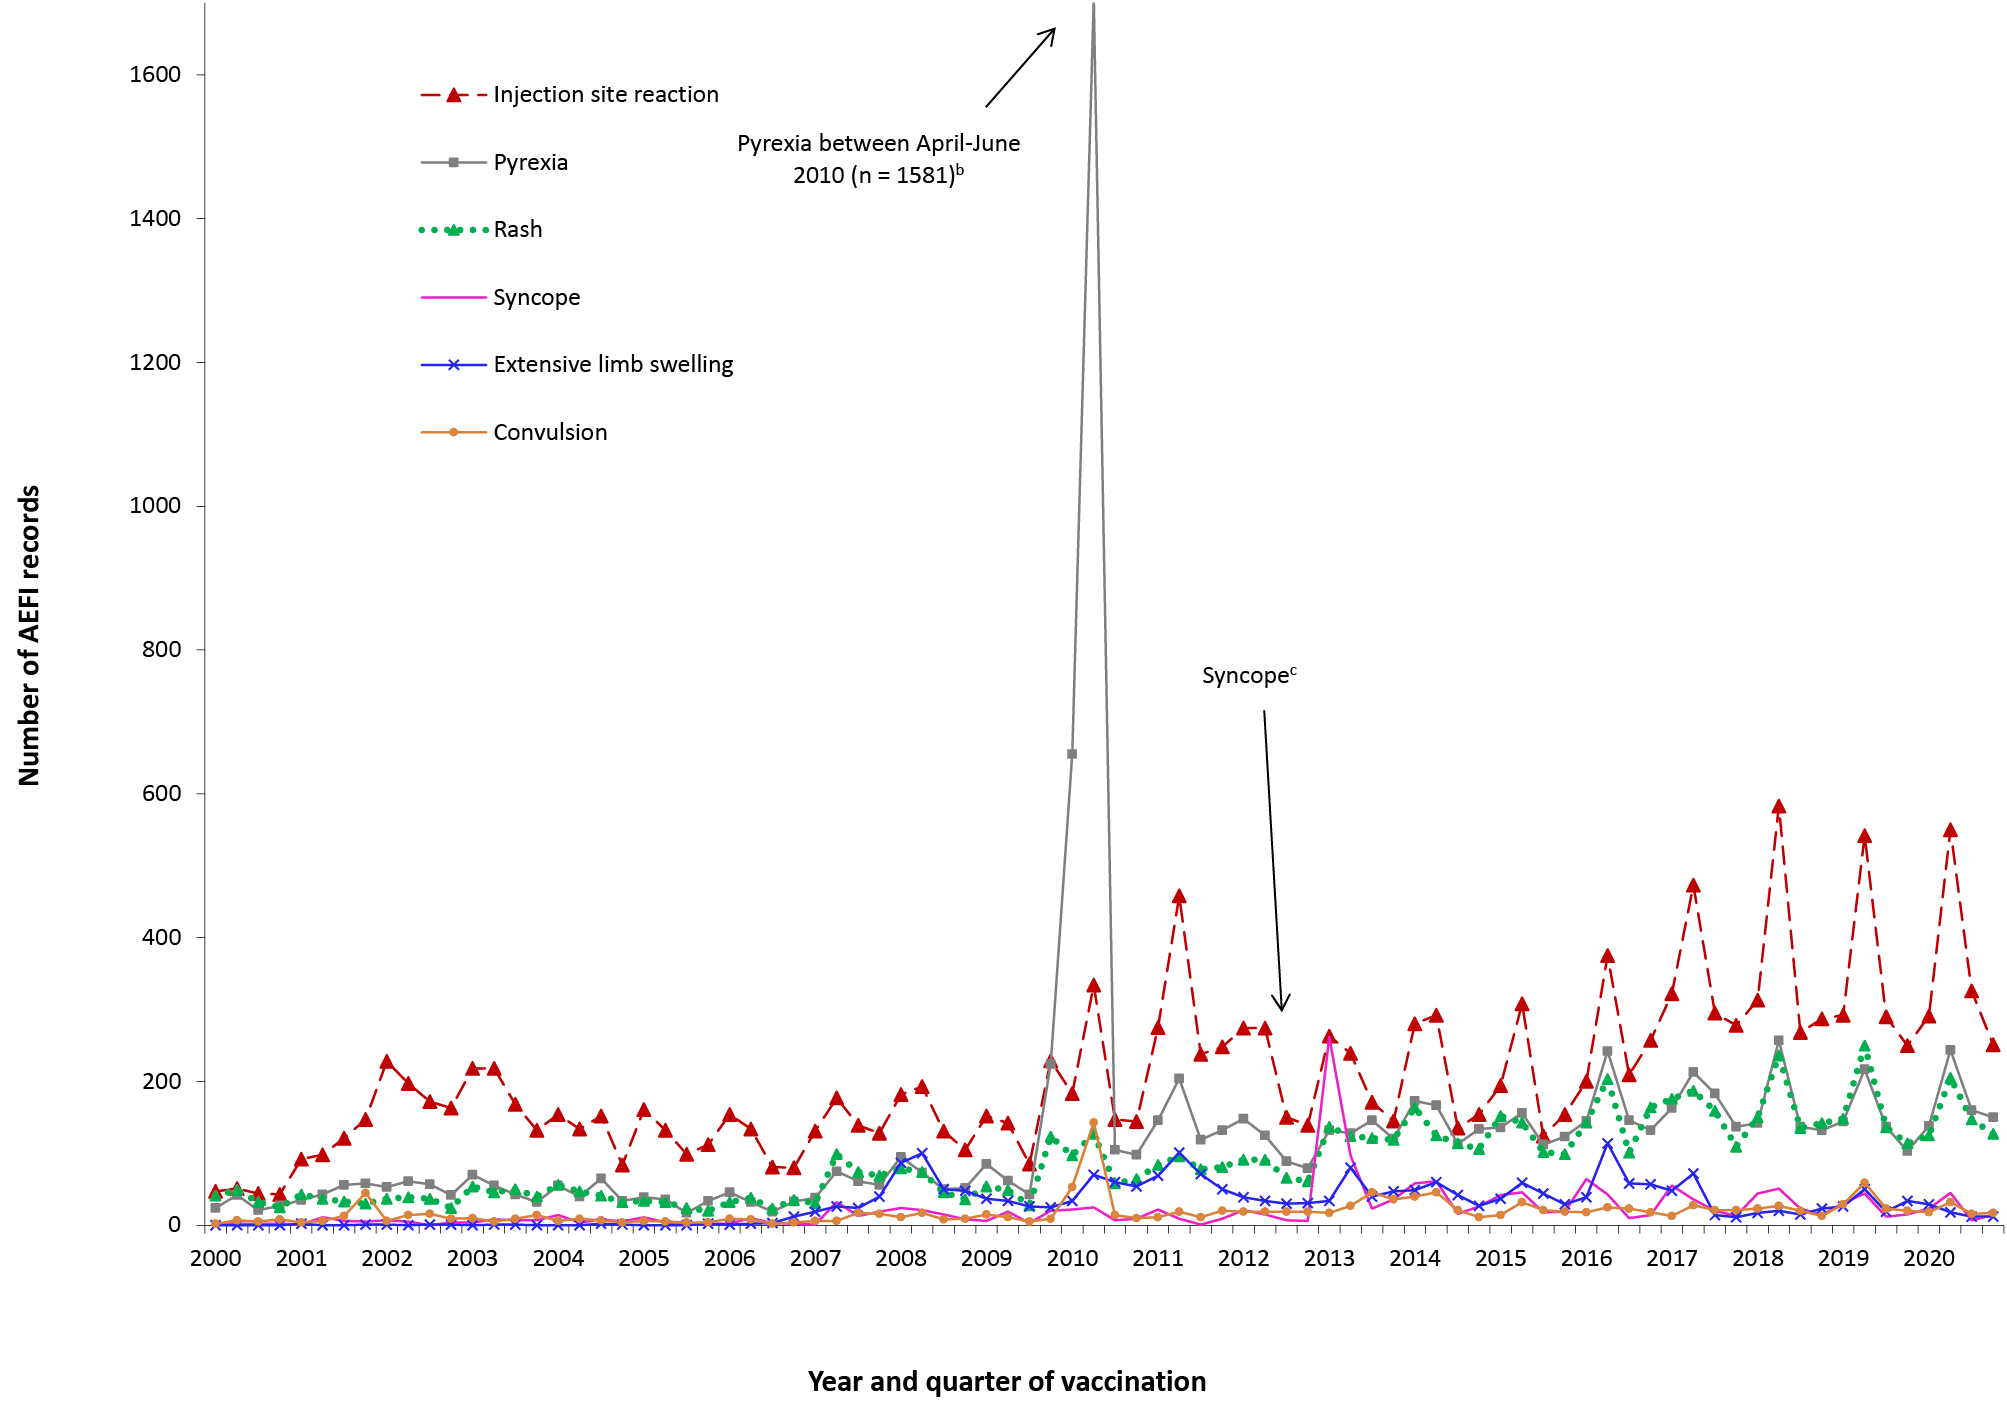 1600
1400
1200
1000
800
600
400
200
0
Number of AEFI records
Injection site reaction
Pyrexia
Rash
Syncope
Extensive limb swelling
Convulsion
Pyrexia between April-June
2010 (n = 1581)b
Syncopec
2000 2001 2002 2003 2004 2005 2006 2007 2008 2009 2010 2011 2012 2013 2014 2015 2016 2017 2018 2019 2020
Year and quarter of vaccination